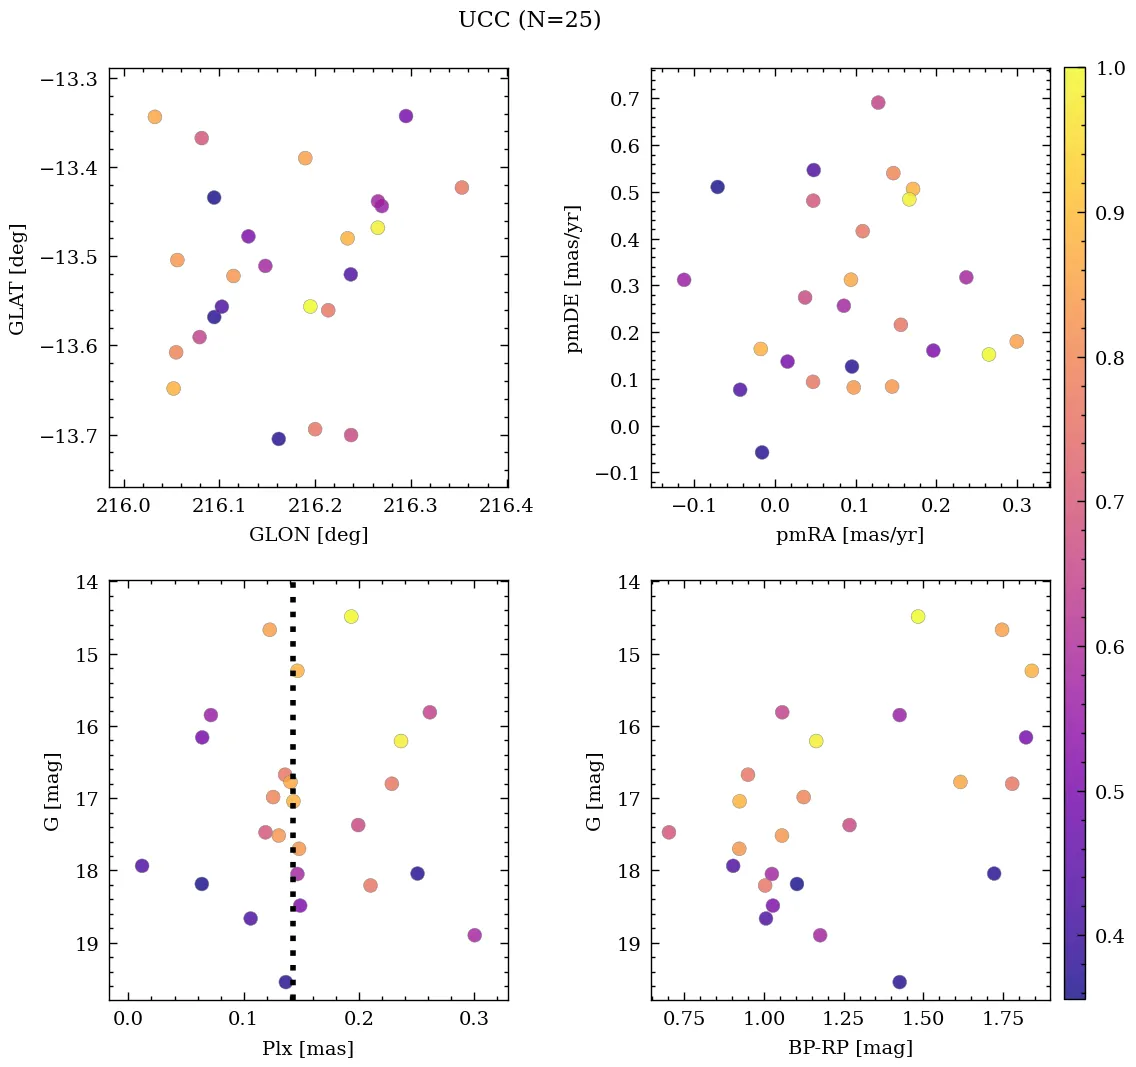 UCC (N=25)
−13.3
−13.4
−13.5
−13.6
−13.7
GLAT [deg]
216.0 216.1 216.2 216.3 216.4
GLON [deg]
0.7
0.6
0.5
0.4
0.3
0.2
0.1
0.0
−0.1
pmDE [mas/yr]
−0.1 0.0 0.1 0.2 0.3
pmRA [mas/yr]
14
15
16
17
18
19
G [mag]
0.0 0.1 0.2 0.3
Plx [mas]
14
15
16
17
18
19
G [mag]
0.75 1.00 1.25 1.50 1.75
BP-RP [mag]
1.0
0.9
0.8
0.7
0.6
0.5
0.4